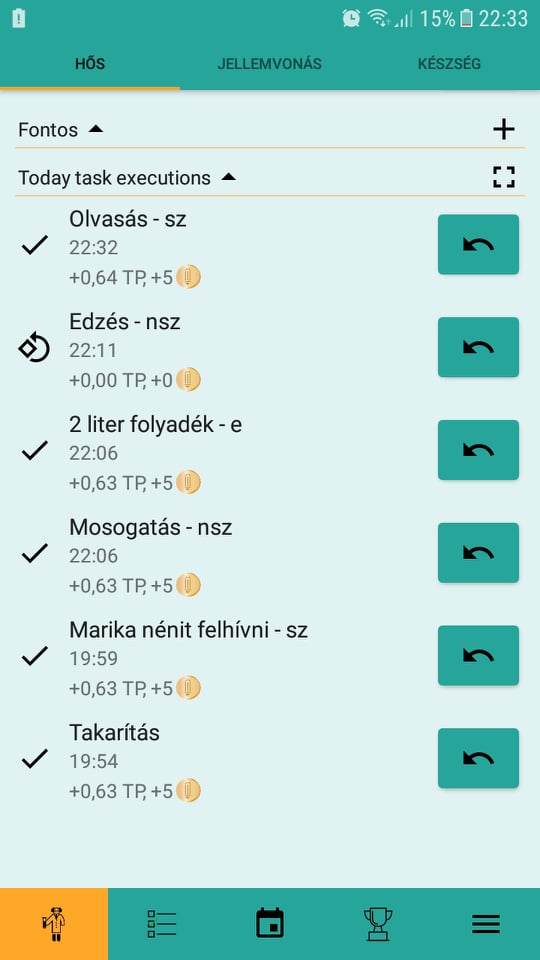 15% 22:33
HŐS JELLEMVONÁS KÉSZSÉG
Fontos
Today task executions
Olvasás - sz
22:32
+0,64 TP, +5
Edzés - nsz
22:11
+0,00 TP, +0
2 liter folyadék - e
22:06
+0,63 TP, +5
Mosogatás - nsz
22:06
+0,63 TP, +5
Marika nénit felhívni - sz
19:59
+0,63 TP, +5
Takarítás
19:54
+0,63 TP, +5